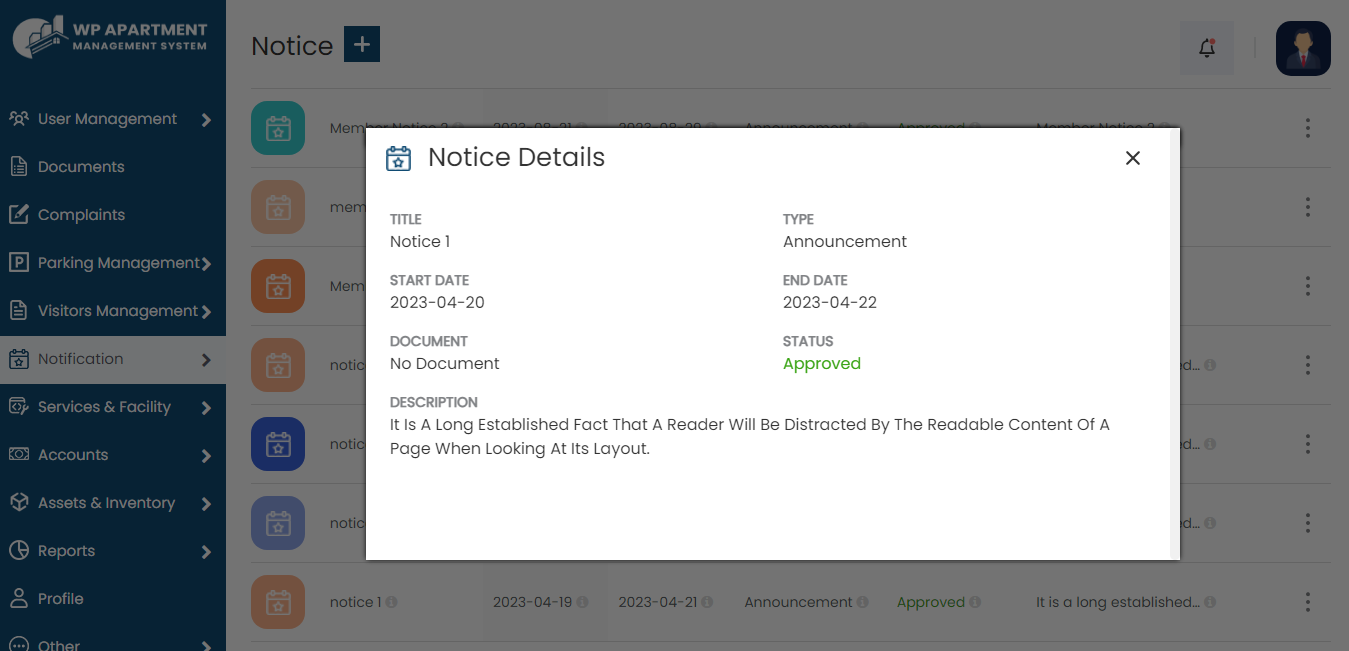 WP APARTMENT
MANAGEMENT SYSTEM
User Management
Documents
Complaints
P Parking Management
Visitors Management
Notification
Services & Facility
Accounts
Assets & Inventory
Reports
Profile
Other
Notice +
Member Notice 2 2023-08-21 2023-08-29 Announcement Approved Member Notice 2
mem
Mem
notic
d...
notic
d...
notic
ed...
notice 1 2023-04-19 2023-04-21 Announcement Approved It is a long established...
Notice Details
TITLE
Notice 1
TYPE
Announcement
START DATE
2023-04-20
END DATE
2023-04-22
DOCUMENT
No Document
STATUS
Approved
DESCRIPTION
It Is A Long Established Fact That A Reader Will Be Distracted By The Readable Content Of A
Page When Looking At Its Layout.